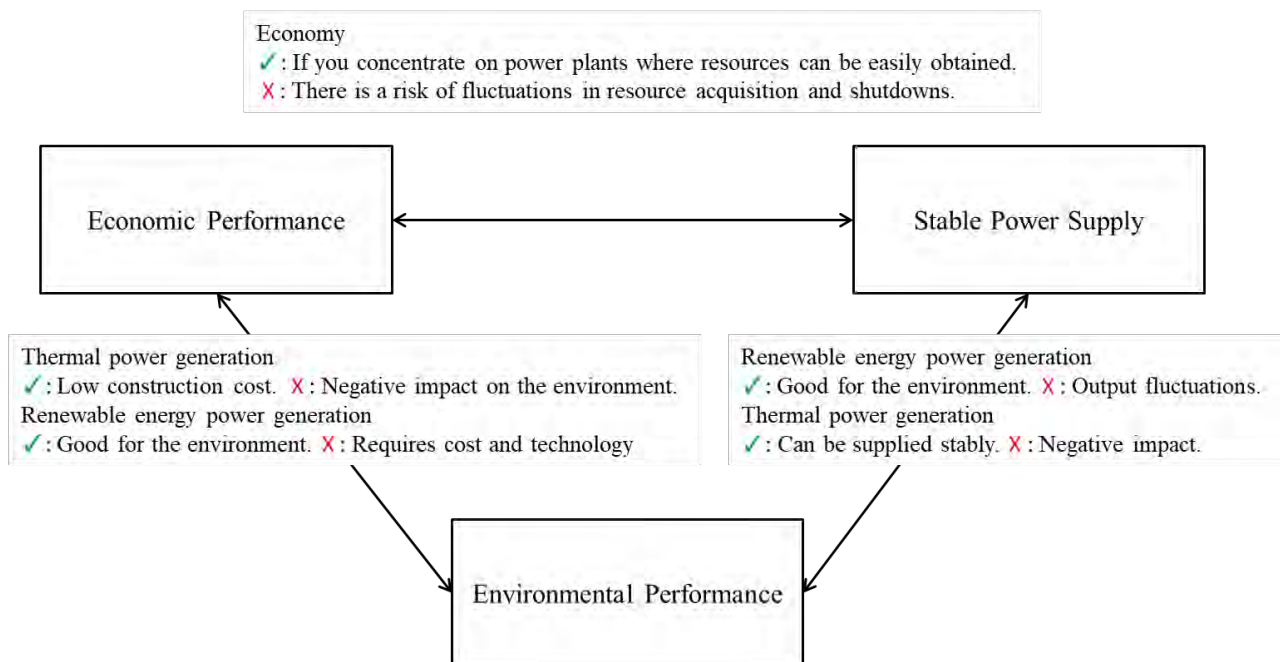 Economy
✓: If you concentrate on power plants where resources can be easily obtained.
X: There is a risk of fluctuations in resource acquisition and shutdowns.
Economic Performance
Stable Power Supply
Thermal power generation
✓: Low construction cost. X: Negative impact on the environment.
Renewable energy power generation
✓: Good for the environment. X: Requires cost and technology
Renewable energy power generation
✓: Good for the environment. X: Output fluctuations.
Thermal power generation
✓: Can be supplied stably. X: Negative impact.
Environmental Performance